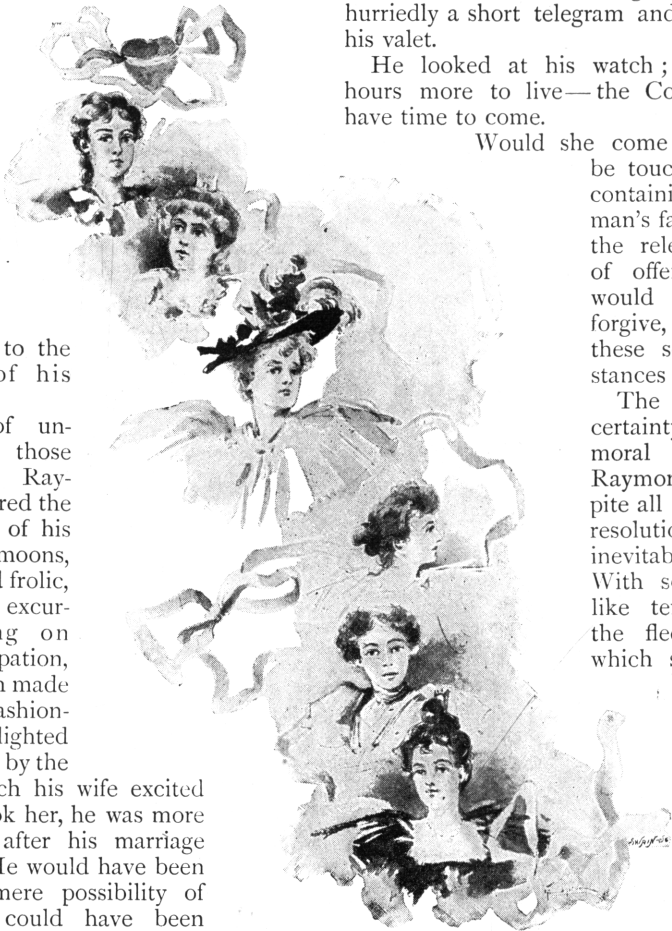 to the
of his
of un-
those
Ray-
red the
of his
moons,
frolic,
excur-
ng on
pation,
n made
ashion-
lighted
by the
ch his wife excited
ok her, he was more
after his marriage
He would have been
mere possibility of
could have been
hurriedly a short telegram and
his valet.
He looked at his watch ;
hours more to live—the Co
have time to come.
Would she come
be touc
containi
man's fa
the rele
of offe
would
forgive,
these s
stances
The
certainty
moral
Raymon
pite all
resolutio
inevitab
With s
like te
the fle
which s